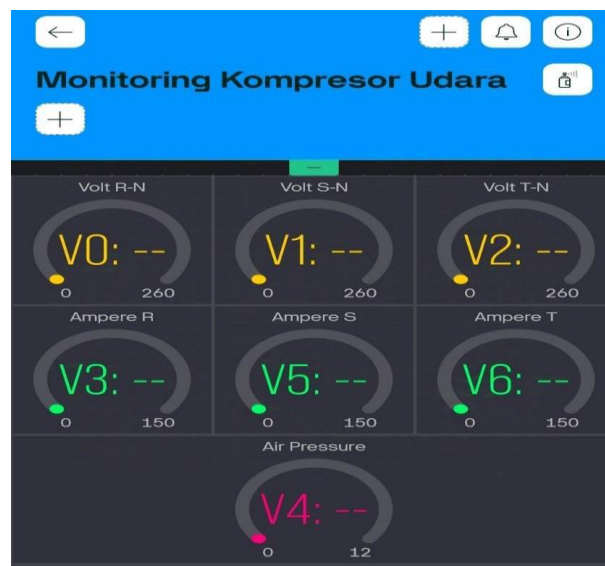 Monitoring Kompresor Udara
Volt R-N Volt S-N Volt T-N
V0: -- V1: -- V2: --
0 260 0 260 0 260
Ampere R Ampere S Ampere T
V3: -- V5: -- V6: --
0 150 0 150 0 150
Air Pressure
V4: --
0 12